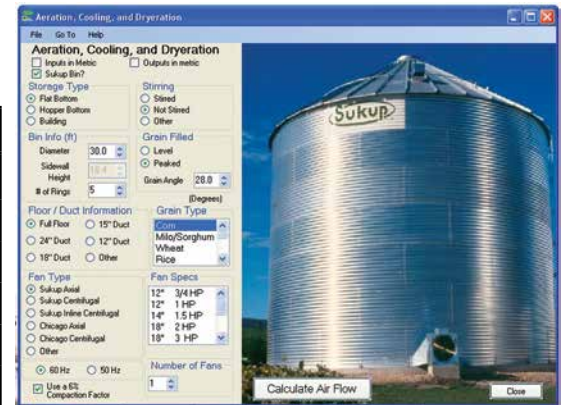 Aeration, Cooling, and Dryeration
File Go To Help
Aeration, Cooling, and Dryeration
Inputs in Metric Outputs in metric
Sukup Bin?
Storage Type
Flat Bottom
Hopper Bottom
Building
Stirring
Stirred
Not Stirred
Other
Bin Info (ft)
Diameter 30.0
Sidewall
Height 18.4
# of Rings 5
Grain Filled
Level
Peaked
Grain Angle 28.0
(Degrees)
Floor / Duct Information
Full Floor 15" Duct
24" Duct 12" Duct
18" Duct Other
Grain Type
Corn
Milo/Sorghum
Wheat
Rice
Fan Type
Sukup Axial
Sukup Centrifugal
Sukup Inline Centrifugal
Chicago Axial
Chicago Centrifugal
Other
Fan Specs
12" 3/4 HP
12" 1 HP
14" 1.5 HP
18" 2 HP
18" 3 HP
60 Hz 50 Hz
Use a 6%
Compaction Factor
Number of Fans
1
Sukup
Calculate Air Flow
Close